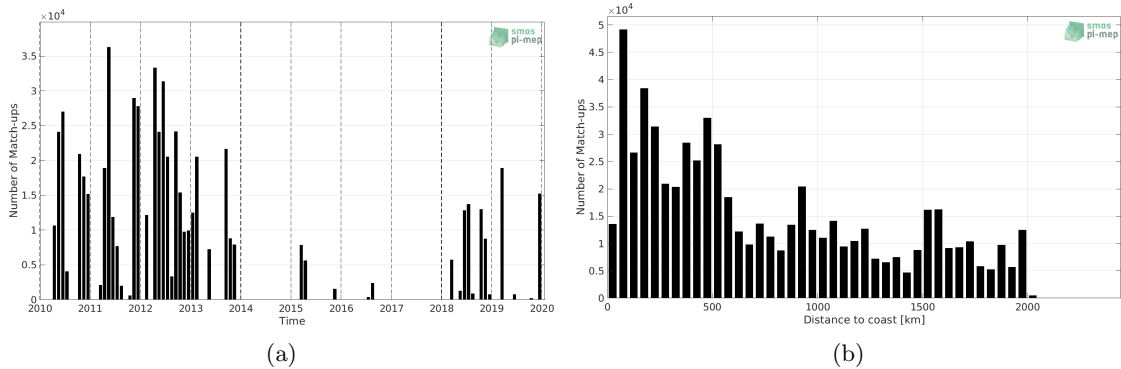 ×10⁴
3.5
3
2.5
2
1.5
1
0.5
0
2010 2011 2012 2013 2014 2015 2016 2017 2018 2019 2020
Time
Number of Match-ups
smos
pi-mep
(a)
×10⁴
5
4.5
4
3.5
3
2.5
2
1.5
1
0.5
0
0 500 1000 1500 2000
Distance to coast [km]
Number of Match-ups
smos
pi-mep
(b)